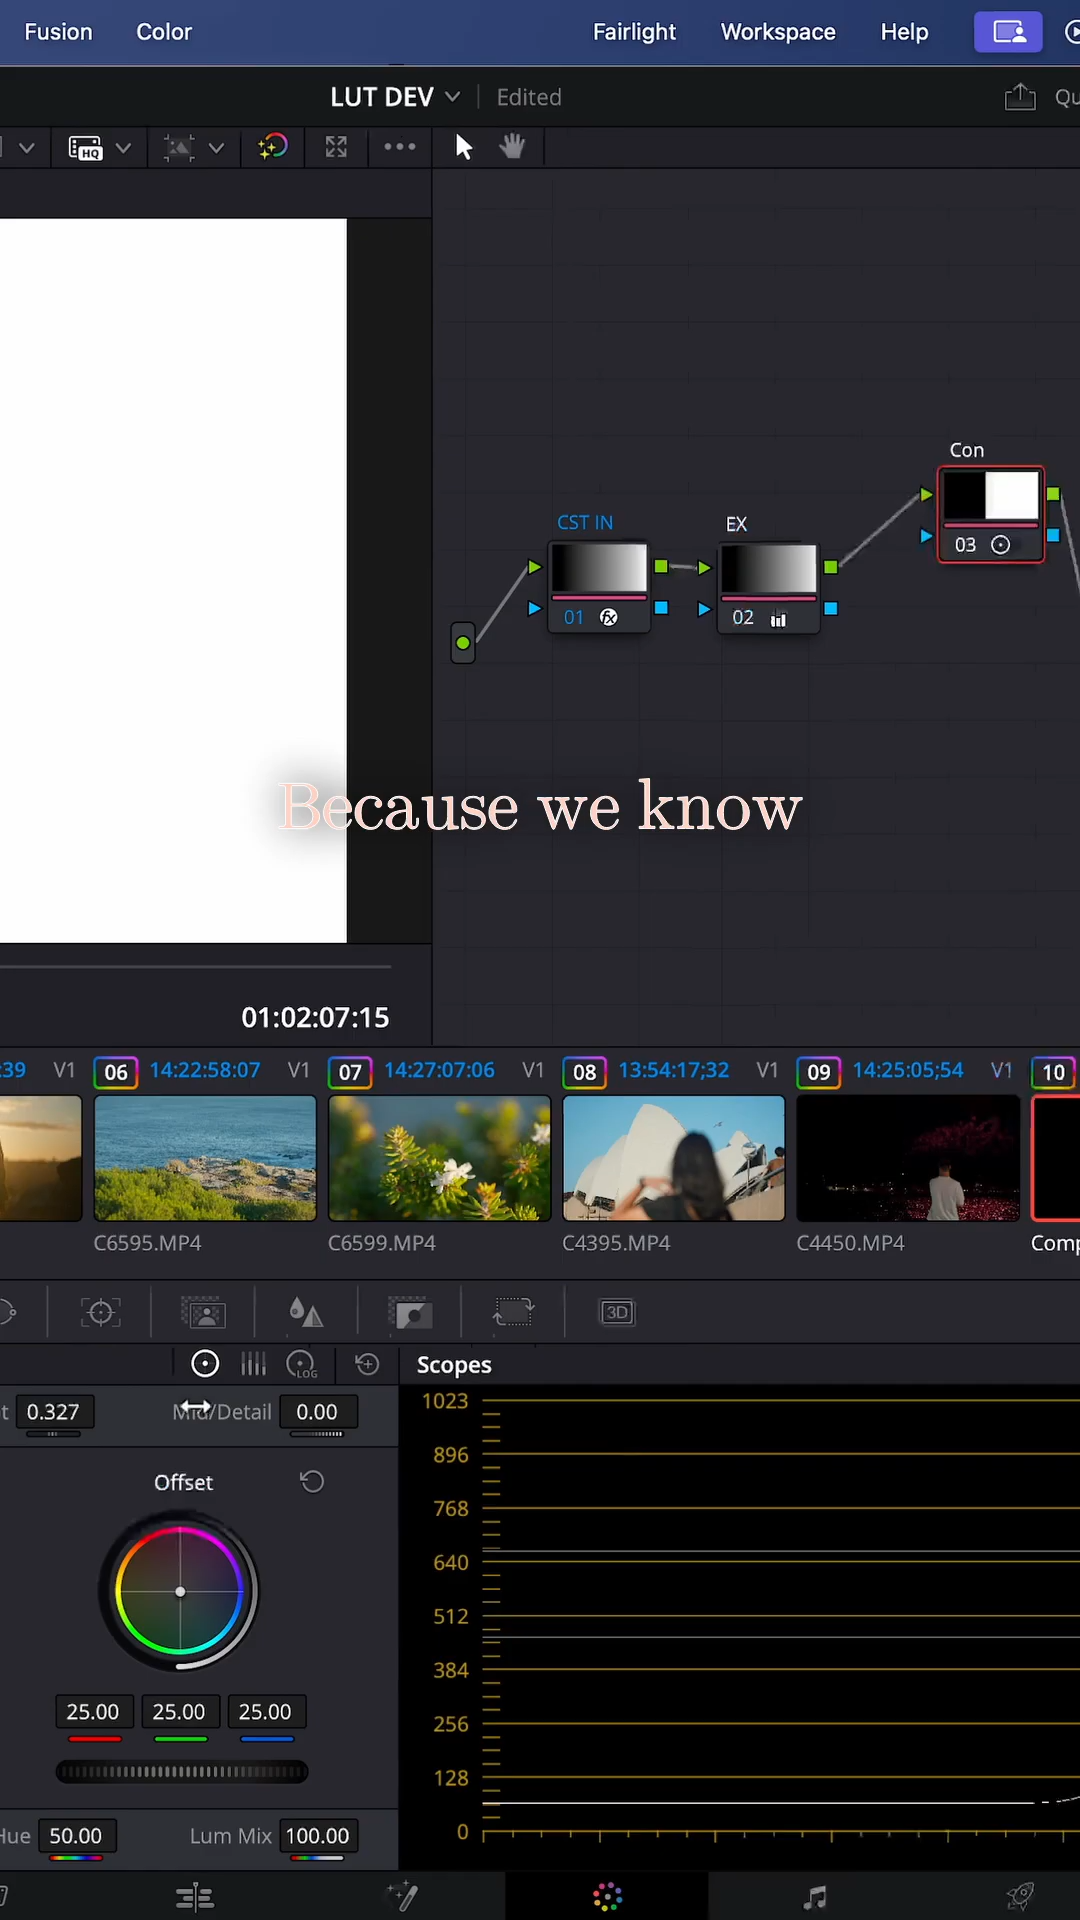 Fusion Color Fairlight Workspace Help
LUT DEV Edited
HQ
Con
03
CST IN
01 fx
EX
02
Because we know
01:02:07:15
:39 V1 06 14:22:58:07 V1 07 14:27:07:06 V1 08 13:54:17;32 V1 09 14:25:05;54 V1 10
C6595.MP4 C6599.MP4 C4395.MP4 C4450.MP4 Comp
3D
LOG
Scopes
t 0.327 Mid/Detail 0.00
Offset
25.00 25.00 25.00
Hue 50.00 Lum Mix 100.00
1023
896
768
640
512
384
256
128
0